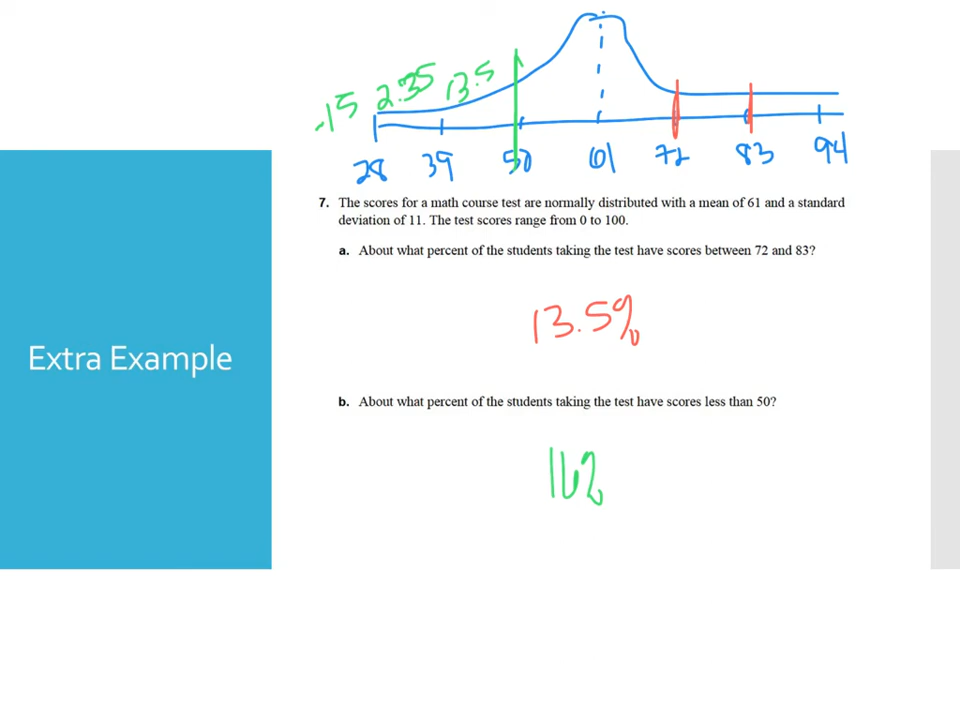 .15 2.35 13.5
28 39 50 61 72 83 94
7. The scores for a math course test are normally distributed with a mean of 61 and a standard
deviation of 11. The test scores range from 0 to 100.
a. About what percent of the students taking the test have scores between 72 and 83?
13.5%
Extra Example
b. About what percent of the students taking the test have scores less than 50?
16%